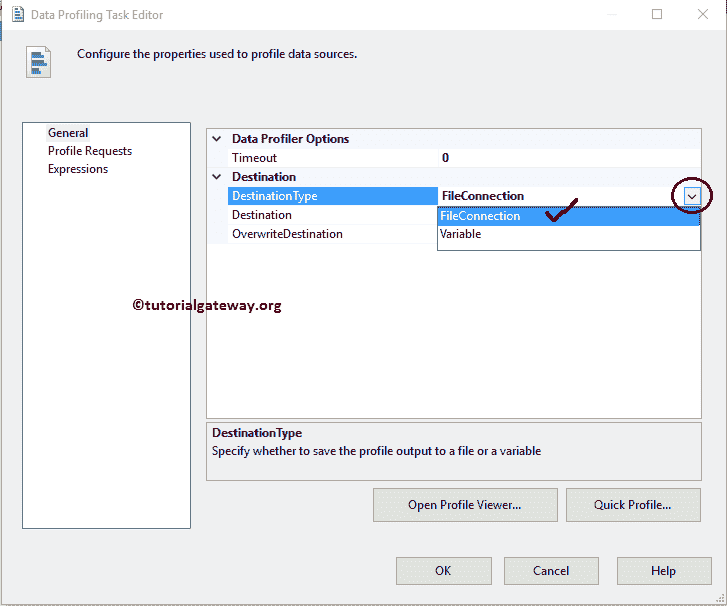 Data Profiling Task Editor
Configure the properties used to profile data sources.
General
Profile Requests
Expressions
Data Profiler Options
Timeout 0
Destination
DestinationType FileConnection
Destination FileConnection
OverwriteDestination Variable
©tutorialgateway.org
DestinationType
Specify whether to save the profile output to a file or a variable
Open Profile Viewer... Quick Profile...
OK Cancel Help